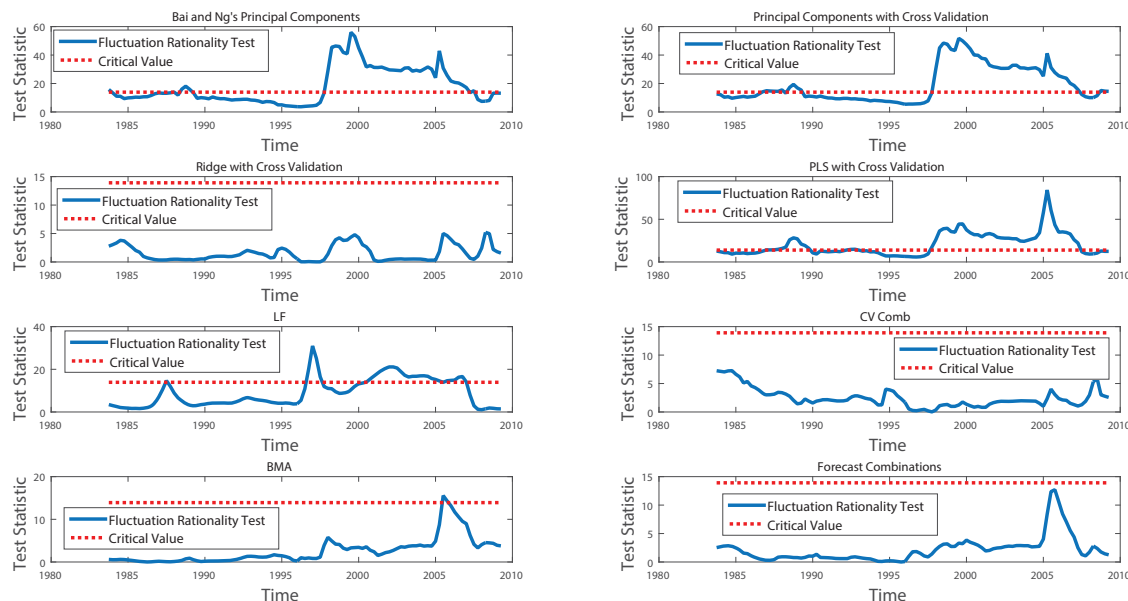 Bai and Ng's Principal Components
Test Statistic
60
40
20
0
Fluctuation Rationality Test
Critical Value
1980 1985 1990 1995 2000 2005 2010
Time
Principal Components with Cross Validation
Test Statistic
60
40
20
0
Fluctuation Rationality Test
Critical Value
1980 1985 1990 1995 2000 2005 2010
Time
Ridge with Cross Validation
Test Statistic
15
10
5
0
Fluctuation Rationality Test
Critical Value
1980 1985 1990 1995 2000 2005 2010
Time
PLS with Cross Validation
Test Statistic
100
50
0
Fluctuation Rationality Test
Critical Value
1980 1985 1990 1995 2000 2005 2010
Time
LF
Test Statistic
40
20
0
Fluctuation Rationality Test
Critical Value
1980 1985 1990 1995 2000 2005 2010
Time
CV Comb
Test Statistic
15
10
5
0
Fluctuation Rationality Test
Critical Value
1980 1985 1990 1995 2000 2005 2010
Time
BMA
Test Statistic
20
10
0
Fluctuation Rationality Test
Critical Value
1980 1985 1990 1995 2000 2005 2010
Time
Forecast Combinations
Test Statistic
15
10
5
0
Fluctuation Rationality Test
Critical Value
1980 1985 1990 1995 2000 2005 2010
Time